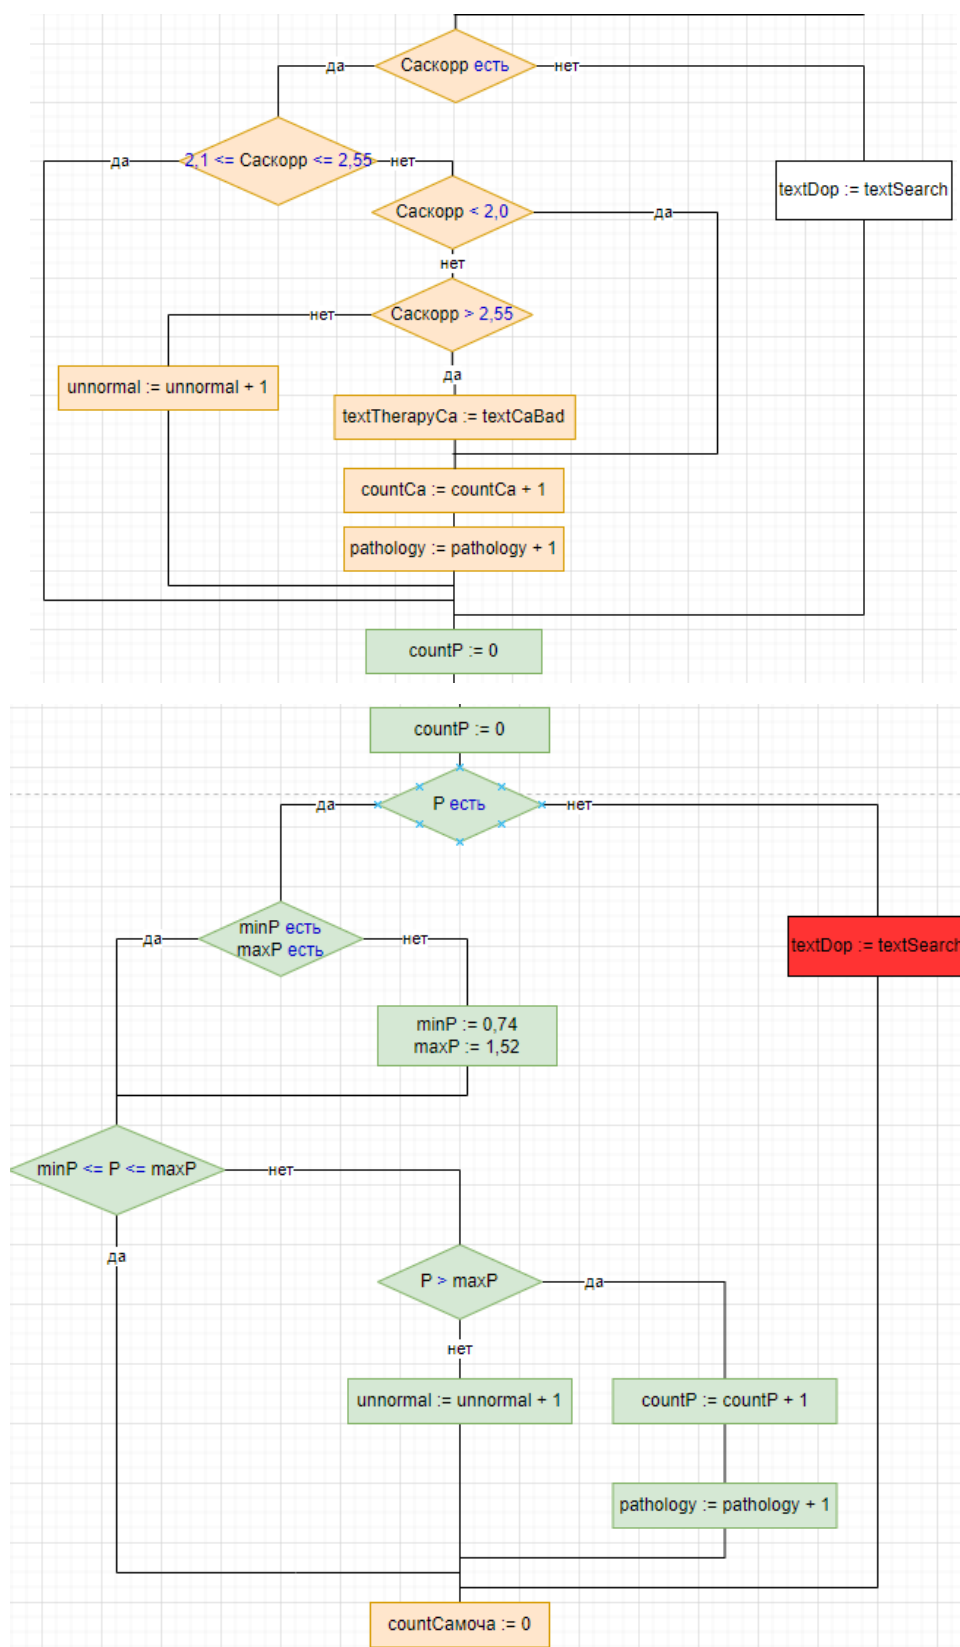 Саскорр есть
да
нет
2,1 <= Саскорр <= 2,55
да
нет
textDop := textSearch
Саскорр < 2,0
да
нет
Саскорр > 2,55
нет
да
unnormal := unnormal + 1
textTherapyCa := textCaBad
countCa := countCa + 1
pathology := pathology + 1
countP := 0
countP := 0
P есть
да
нет
minP есть
maxP есть
да
нет
textDop := textSearch
minP := 0,74
maxP := 1,52
minP <= P <= maxP
нет
да
P > maxP
да
нет
unnormal := unnormal + 1
countP := countP + 1
pathology := pathology + 1
countСамоча := 0